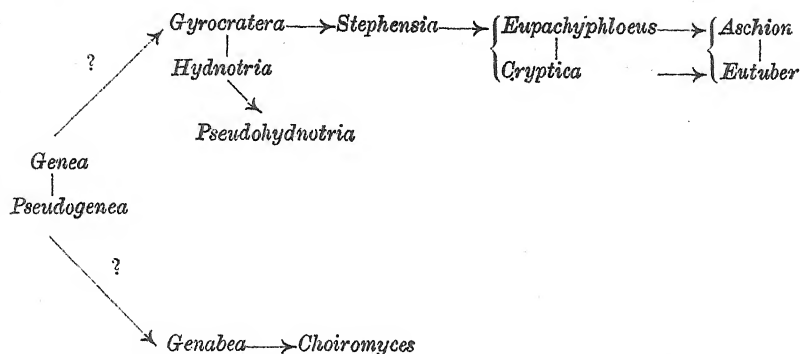 Gyrocratera Stephensia Eupachyphloeus Aschion
?
Hydnotria Cryptica Eutuber
Pseudohydnotria
Genea
Pseudogenea
?
Genabea Choiromyces